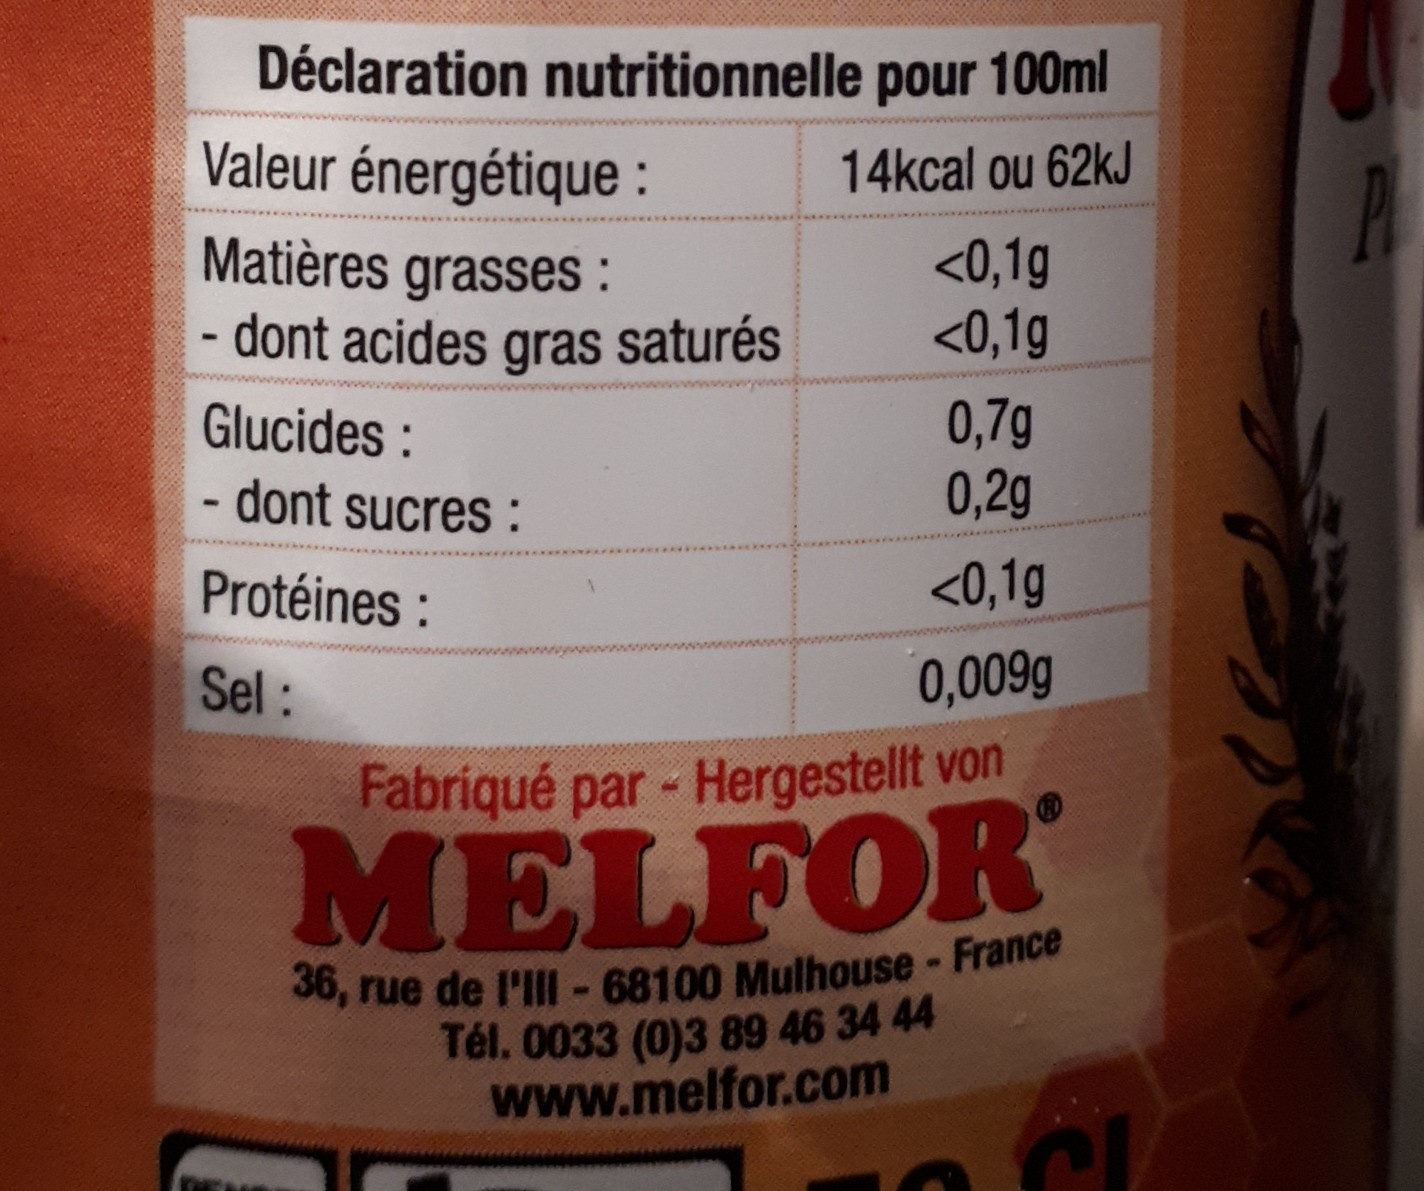 Déclaration nutritionnelle pour 100ml
Valeur énergétique : 14kcal ou 62kJ
Matières grasses : <0,1g
- dont acides gras saturés <0,1g
Glucides : 0,7g
- dont sucres : 0,2g
Protéines : <0,1g
Sel : 0,009g
Fabriqué par - Hergestellt von
MELFOR®
36, rue de l'Ill - 68100 Mulhouse - France
Tél. 0033 (0)3 89 46 34 44
www.melfor.com